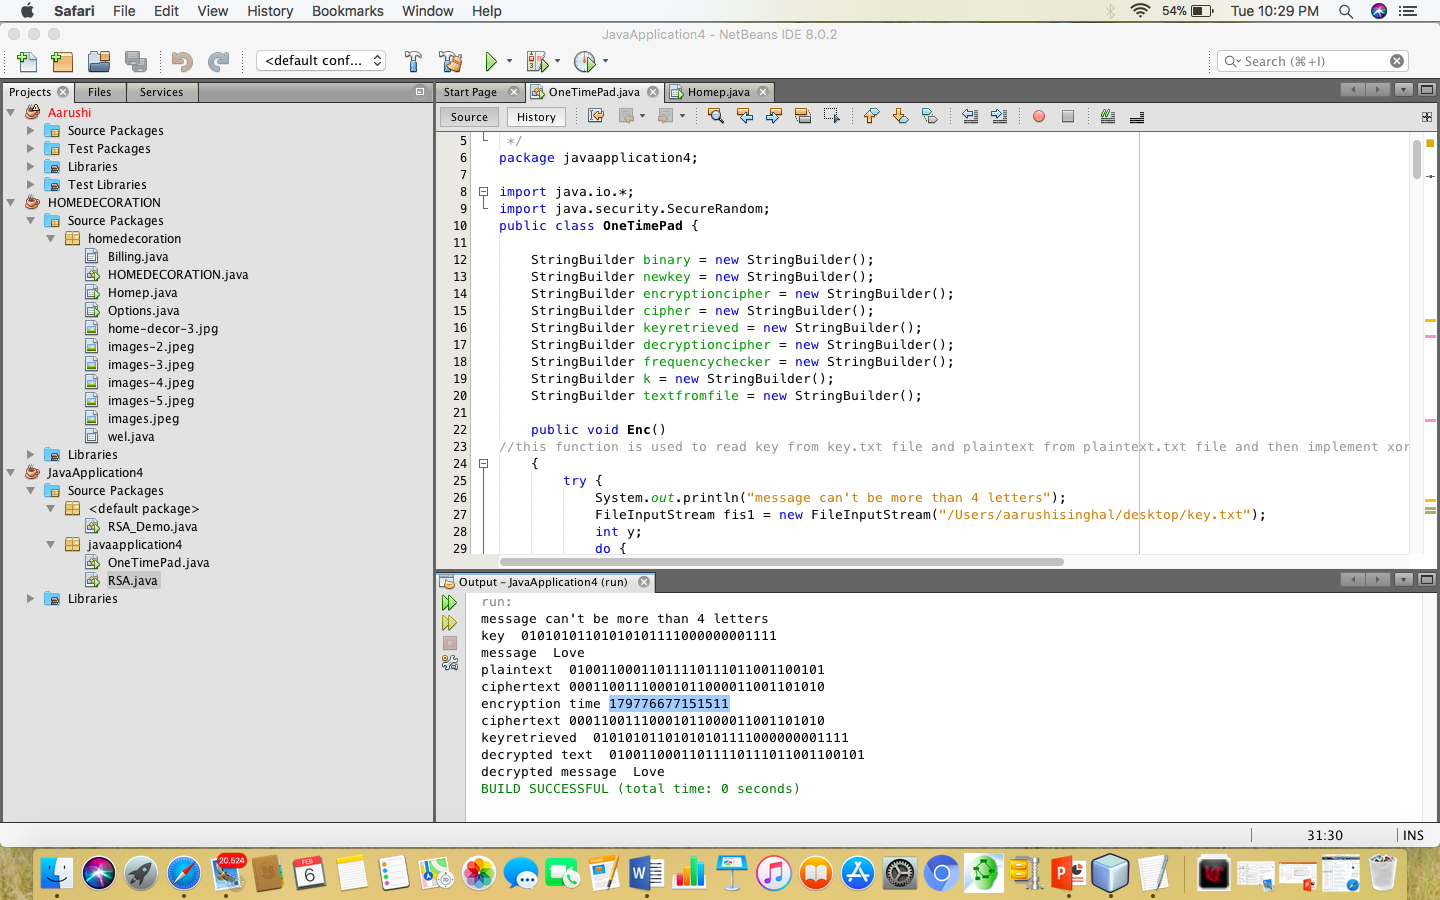 Safari File Edit View History Bookmarks Window Help 54% Tue 10:29 PM
JavaApplication4 - NetBeans IDE 8.0.2
<default conf... Search (⌘+I)
Projects Files Services
Aarushi
Source Packages
Test Packages
Libraries
Test Libraries
HOMEDECORATION
Source Packages
homedecoration
Billing.java
HOMEDECORATION.java
Homep.java
Options.java
home-decor-3.jpg
images-2.jpeg
images-3.jpeg
images-4.jpeg
images-5.jpeg
images.jpeg
wel.java
Libraries
JavaApplication4
Source Packages
<default package>
RSA_Demo.java
javaapplication4
OneTimePad.java
RSA.java
Libraries
Start Page OneTimePad.java Homep.java
Source History
5 */
6 package javaapplication4;
7
8 import java.io.*;
9 import java.security.SecureRandom;
10 public class OneTimePad {
11
12 StringBuilder binary = new StringBuilder();
13 StringBuilder newkey = new StringBuilder();
14 StringBuilder encryptioncipher = new StringBuilder();
15 StringBuilder cipher = new StringBuilder();
16 StringBuilder keyretrieved = new StringBuilder();
17 StringBuilder decryptioncipher = new StringBuilder();
18 StringBuilder frequencychecker = new StringBuilder();
19 StringBuilder k = new StringBuilder();
20 StringBuilder textfromfile = new StringBuilder();
21
22 public void Enc()
23 //this function is used to read key from key.txt file and plaintext from plaintext.txt file and then implement xor
24 {
25 try {
26 System.out.println("message can't be more than 4 letters");
27 FileInputStream fis1 = new FileInputStream("/Users/aarushisinghal/desktop/key.txt");
28 int y;
29 do {
Output - JavaApplication4 (run)
run:
message can't be more than 4 letters
key 01010101101010101111000000001111
message Love
plaintext 01001100011011110111011001100101
ciphertext 00011001110001011000011001101010
encryption time 179776677151511
ciphertext 00011001110001011000011001101010
keyretrieved 01010101101010101111000000001111
decrypted text 01001100011011110111011001100101
decrypted message Love
BUILD SUCCESSFUL (total time: 0 seconds)
31:30 INS
20,524
FEB
6